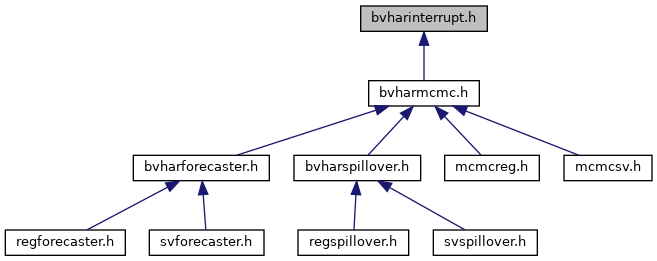 bvharinterrupt.h
bvharmcmc.h
bvharforecaster.h
bvharspillover.h
mcmcreg.h
mcmcsv.h
regforecaster.h
svforecaster.h
regspillover.h
svspillover.h